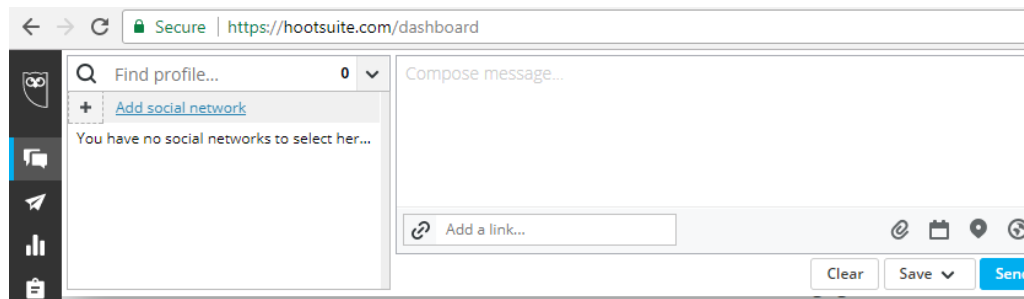 Secure | https://hootsuite.com/dashboard
Find profile... 0
Compose message...
+ Add social network
You have no social networks to select her...
Add a link...
Clear Save Send